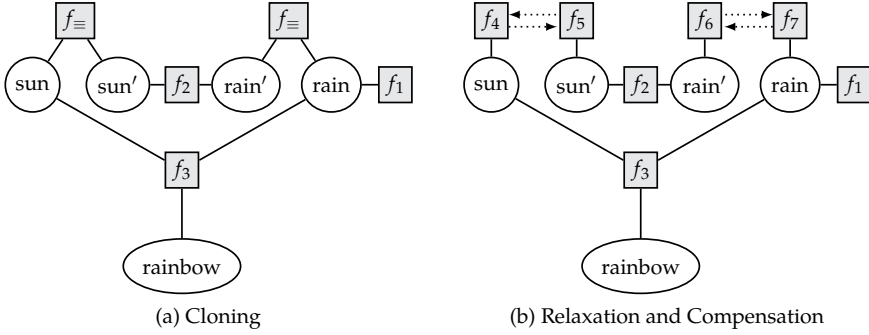 f≡ f≡ f4 f5 f6 f7
sun sun′ f2 rain′ rain f1 sun sun′ f2 rain′ rain f1
f3 f3
rainbow rainbow
(a) Cloning (b) Relaxation and Compensation